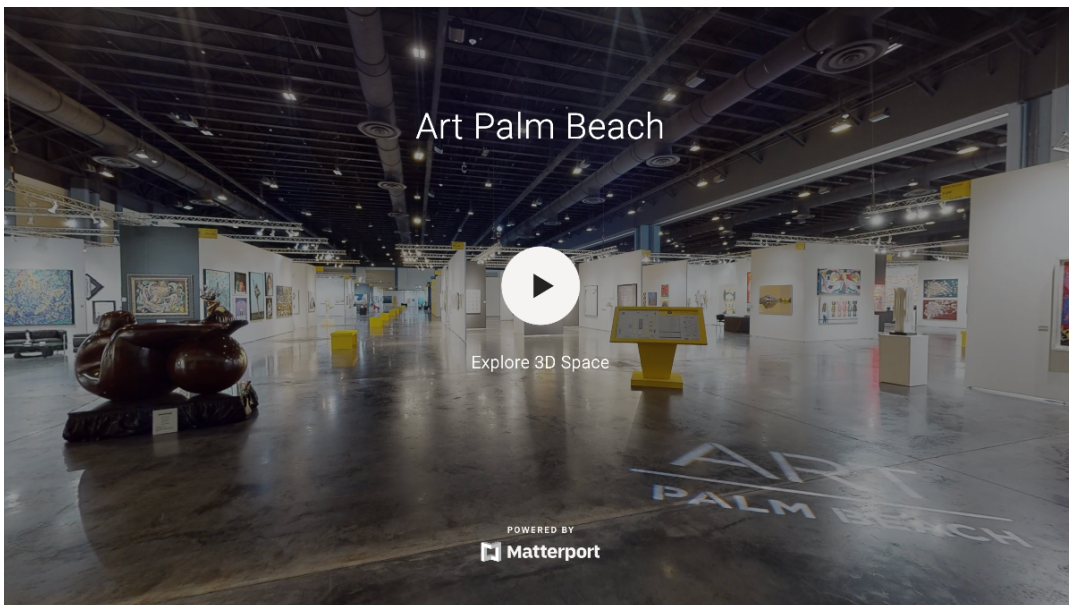 Art Palm Beach
Explore 3D Space
ART
PALM BEACH
POWERED BY
Matterport